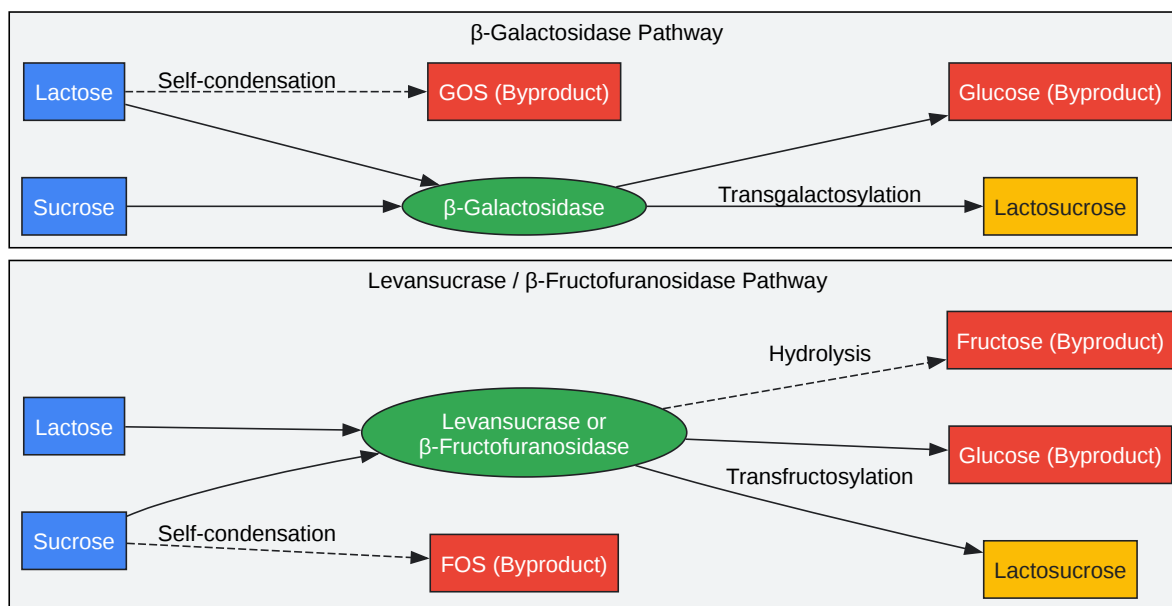 β-Galactosidase Pathway
Lactose
Self-condensation
GOS (Byproduct)
Glucose (Byproduct)
Sucrose
β-Galactosidase
Transgalactosylation
Lactosucrose
Levansucrase / β-Fructofuranosidase Pathway
Fructose (Byproduct)
Hydrolysis
Lactose
Levansucrase or
β-Fructofuranosidase
Glucose (Byproduct)
Transfructosylation
Sucrose
Self-condensation
FOS (Byproduct)
Lactosucrose